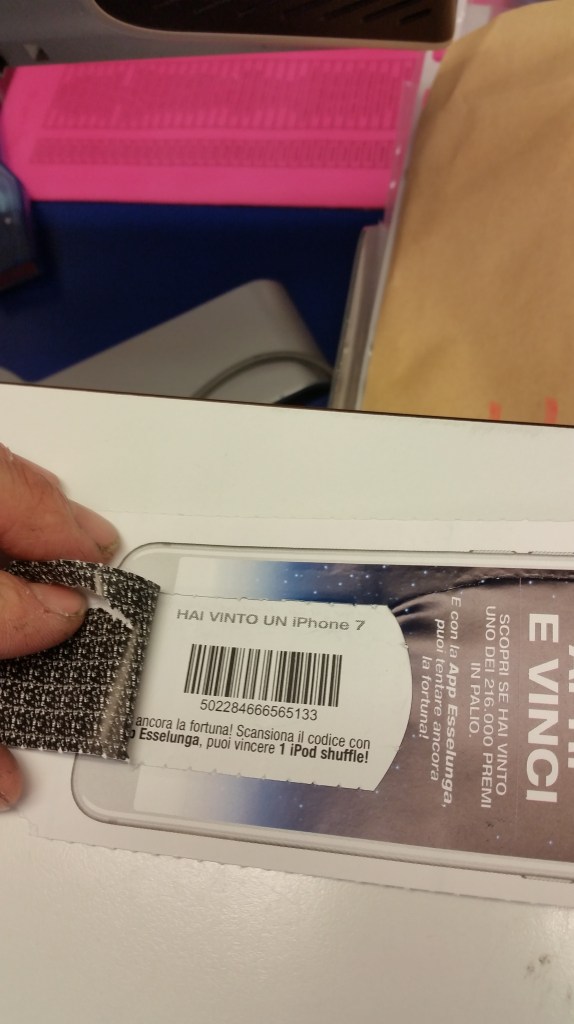 HAI VINTO UN iPhone 7
502284666565133
ancora la fortuna! Scansiona il codice con
Esselunga, puoi vincere 1 iPod shuffle!
E VINCI
SCOPRI SE HAI VINTO
UNO DEI 216.000 PREMI
IN PALIO.
E con la App Esselunga,
puoi tentare ancora
la fortuna!